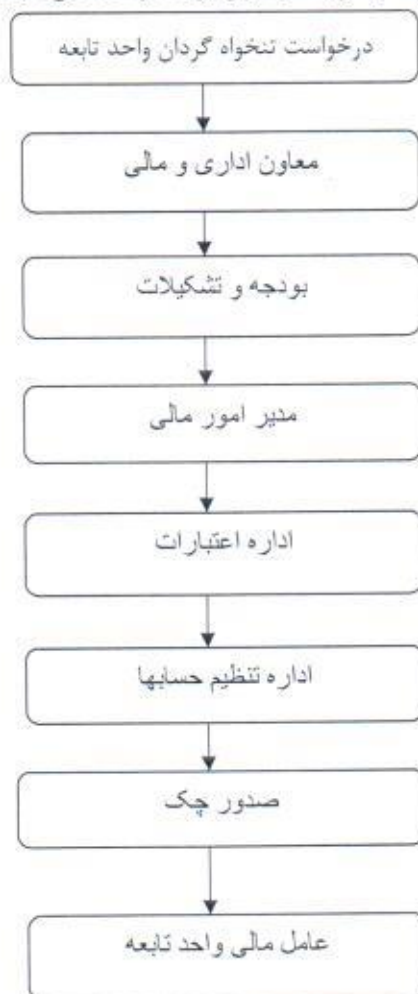 درخواست تنخواه گردان واحد تابعه
معاون اداری و مالی
بودجه و تشکیلات
مدیر امور مالی
اداره اعتبارات
اداره تنظیم حسابها
صدور چک
عامل مالی واحد تابعه